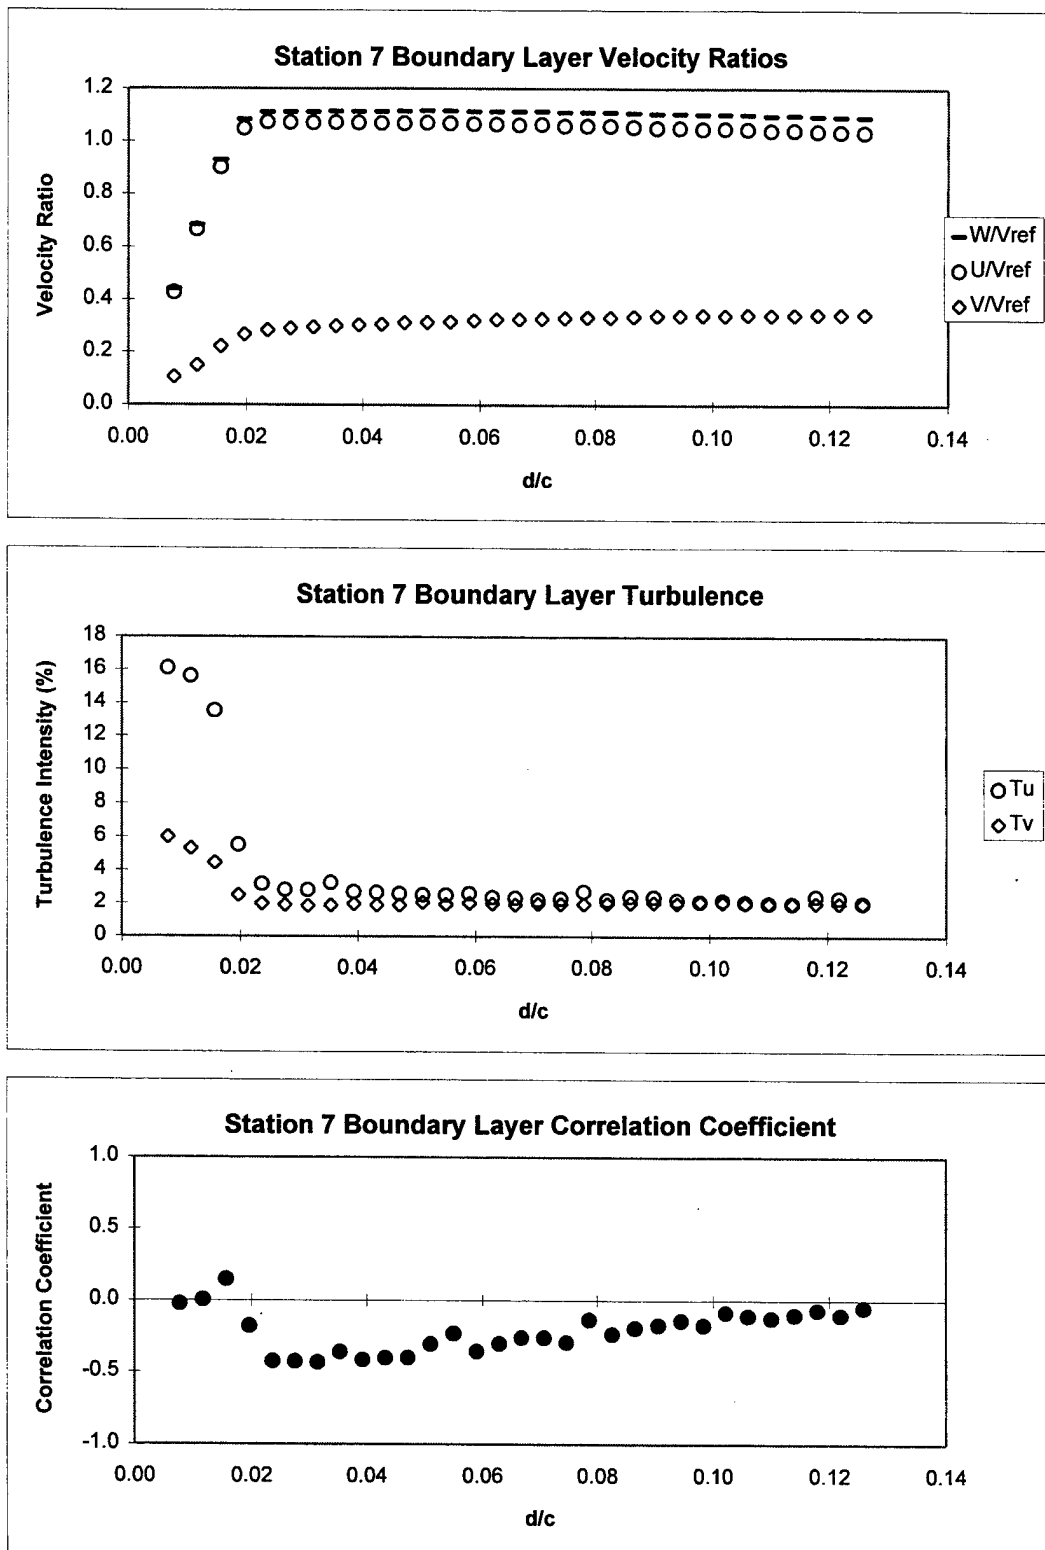 Station 7 Boundary Layer Velocity Ratios
1.2
1.0
0.8
0.6
0.4
0.2
0.0
Velocity Ratio
0.00 0.02 0.04 0.06 0.08 0.10 0.12 0.14
d/c
W/Vref
U/Vref
V/Vref
Station 7 Boundary Layer Turbulence
18
16
14
12
10
8
6
4
2
0
Turbulence Intensity (%)
0.00 0.02 0.04 0.06 0.08 0.10 0.12 0.14
d/c
Tu
Tv
Station 7 Boundary Layer Correlation Coefficient
1.0
0.5
0.0
-0.5
-1.0
Correlation Coefficient
0.00 0.02 0.04 0.06 0.08 0.10 0.12 0.14
d/c